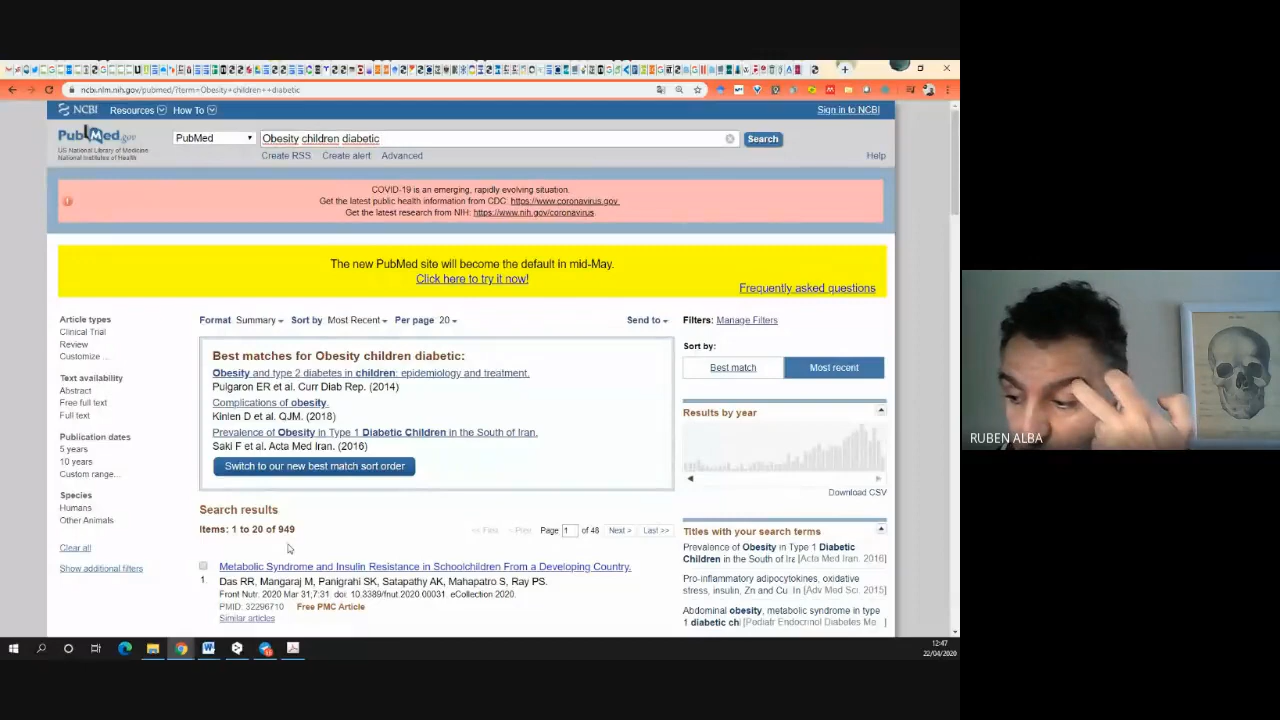 ncbi.nlm.nih.gov/pubmed/?term=Obesity+children++diabetic
NCBI Resources How To Sign in to NCBI
PubMed.gov
US National Library of Medicine
National Institutes of Health
PubMed
Obesity children diabetic
Search
Create RSS Create alert Advanced Help
COVID-19 is an emerging, rapidly evolving situation.
Get the latest public health information from CDC: https://www.coronavirus.gov
Get the latest research from NIH: https://www.nih.gov/coronavirus
The new PubMed site will become the default in mid-May.
Click here to try it now!
Frequently asked questions
Article types
Clinical Trial
Review
Customize ...
Text availability
Abstract
Free full text
Full text
Publication dates
5 years
10 years
Custom range...
Species
Humans
Other Animals
Clear all
Show additional filters
Format Summary Sort by Most Recent Per page 20 Send to
Best matches for Obesity children diabetic:
Obesity and type 2 diabetes in children: epidemiology and treatment.
Pulgaron ER et al. Curr Diab Rep. (2014)
Complications of obesity.
Kinlen D et al. QJM. (2018)
Prevalence of Obesity in Type 1 Diabetic Children in the South of Iran.
Saki F et al. Acta Med Iran. (2016)
Switch to our new best match sort order
Search results
Items: 1 to 20 of 949
<< First < Prev Page 1 of 48 Next > Last >>
Metabolic Syndrome and Insulin Resistance in Schoolchildren From a Developing Country.
1. Das RR, Mangaraj M, Panigrahi SK, Satapathy AK, Mahapatro S, Ray PS.
Front Nutr. 2020 Mar 31;7:31. doi: 10.3389/fnut.2020.00031. eCollection 2020.
PMID: 32296710 Free PMC Article
Similar articles
Filters: Manage Filters
Sort by:
Best match Most recent
Results by year
Download CSV
Titles with your search terms
Prevalence of Obesity in Type 1 Diabetic
Children in the South of Ira [Acta Med Iran. 2016]
Pro-inflammatory adipocytokines, oxidative
stress, insulin, Zn and Cu In [Adv Med Sci. 2015]
Abdominal obesity, metabolic syndrome in type
1 diabetic chi [Pediatr Endocrinol Diabetes Me ]
12:47
22/04/2020
RUBEN ALBA